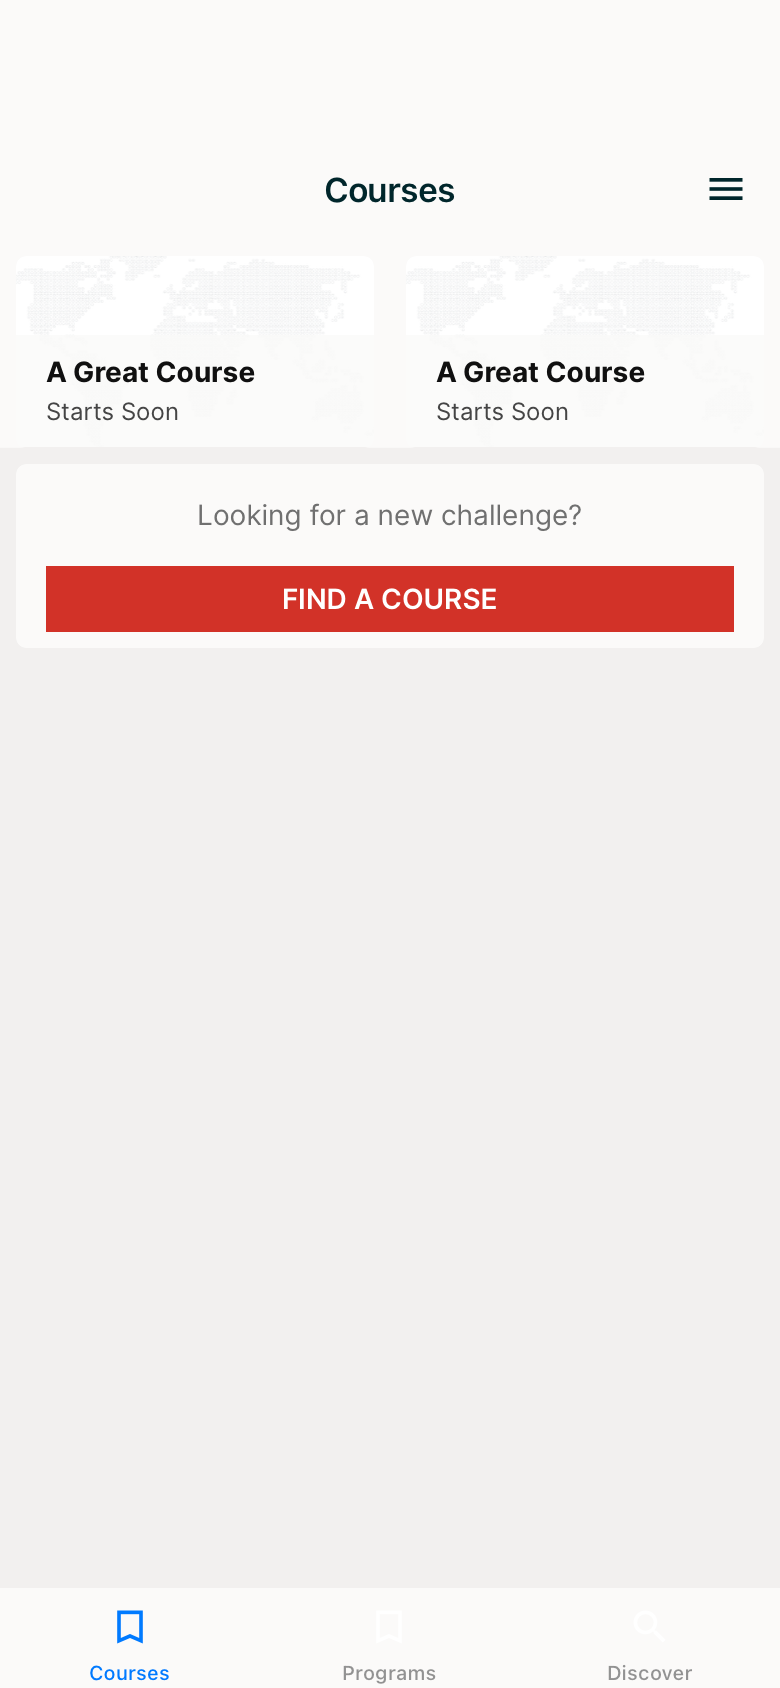 Courses
A Great Course
Starts Soon
A Great Course
Starts Soon
Looking for a new challenge?
FIND A COURSE
Courses
Programs
Discover